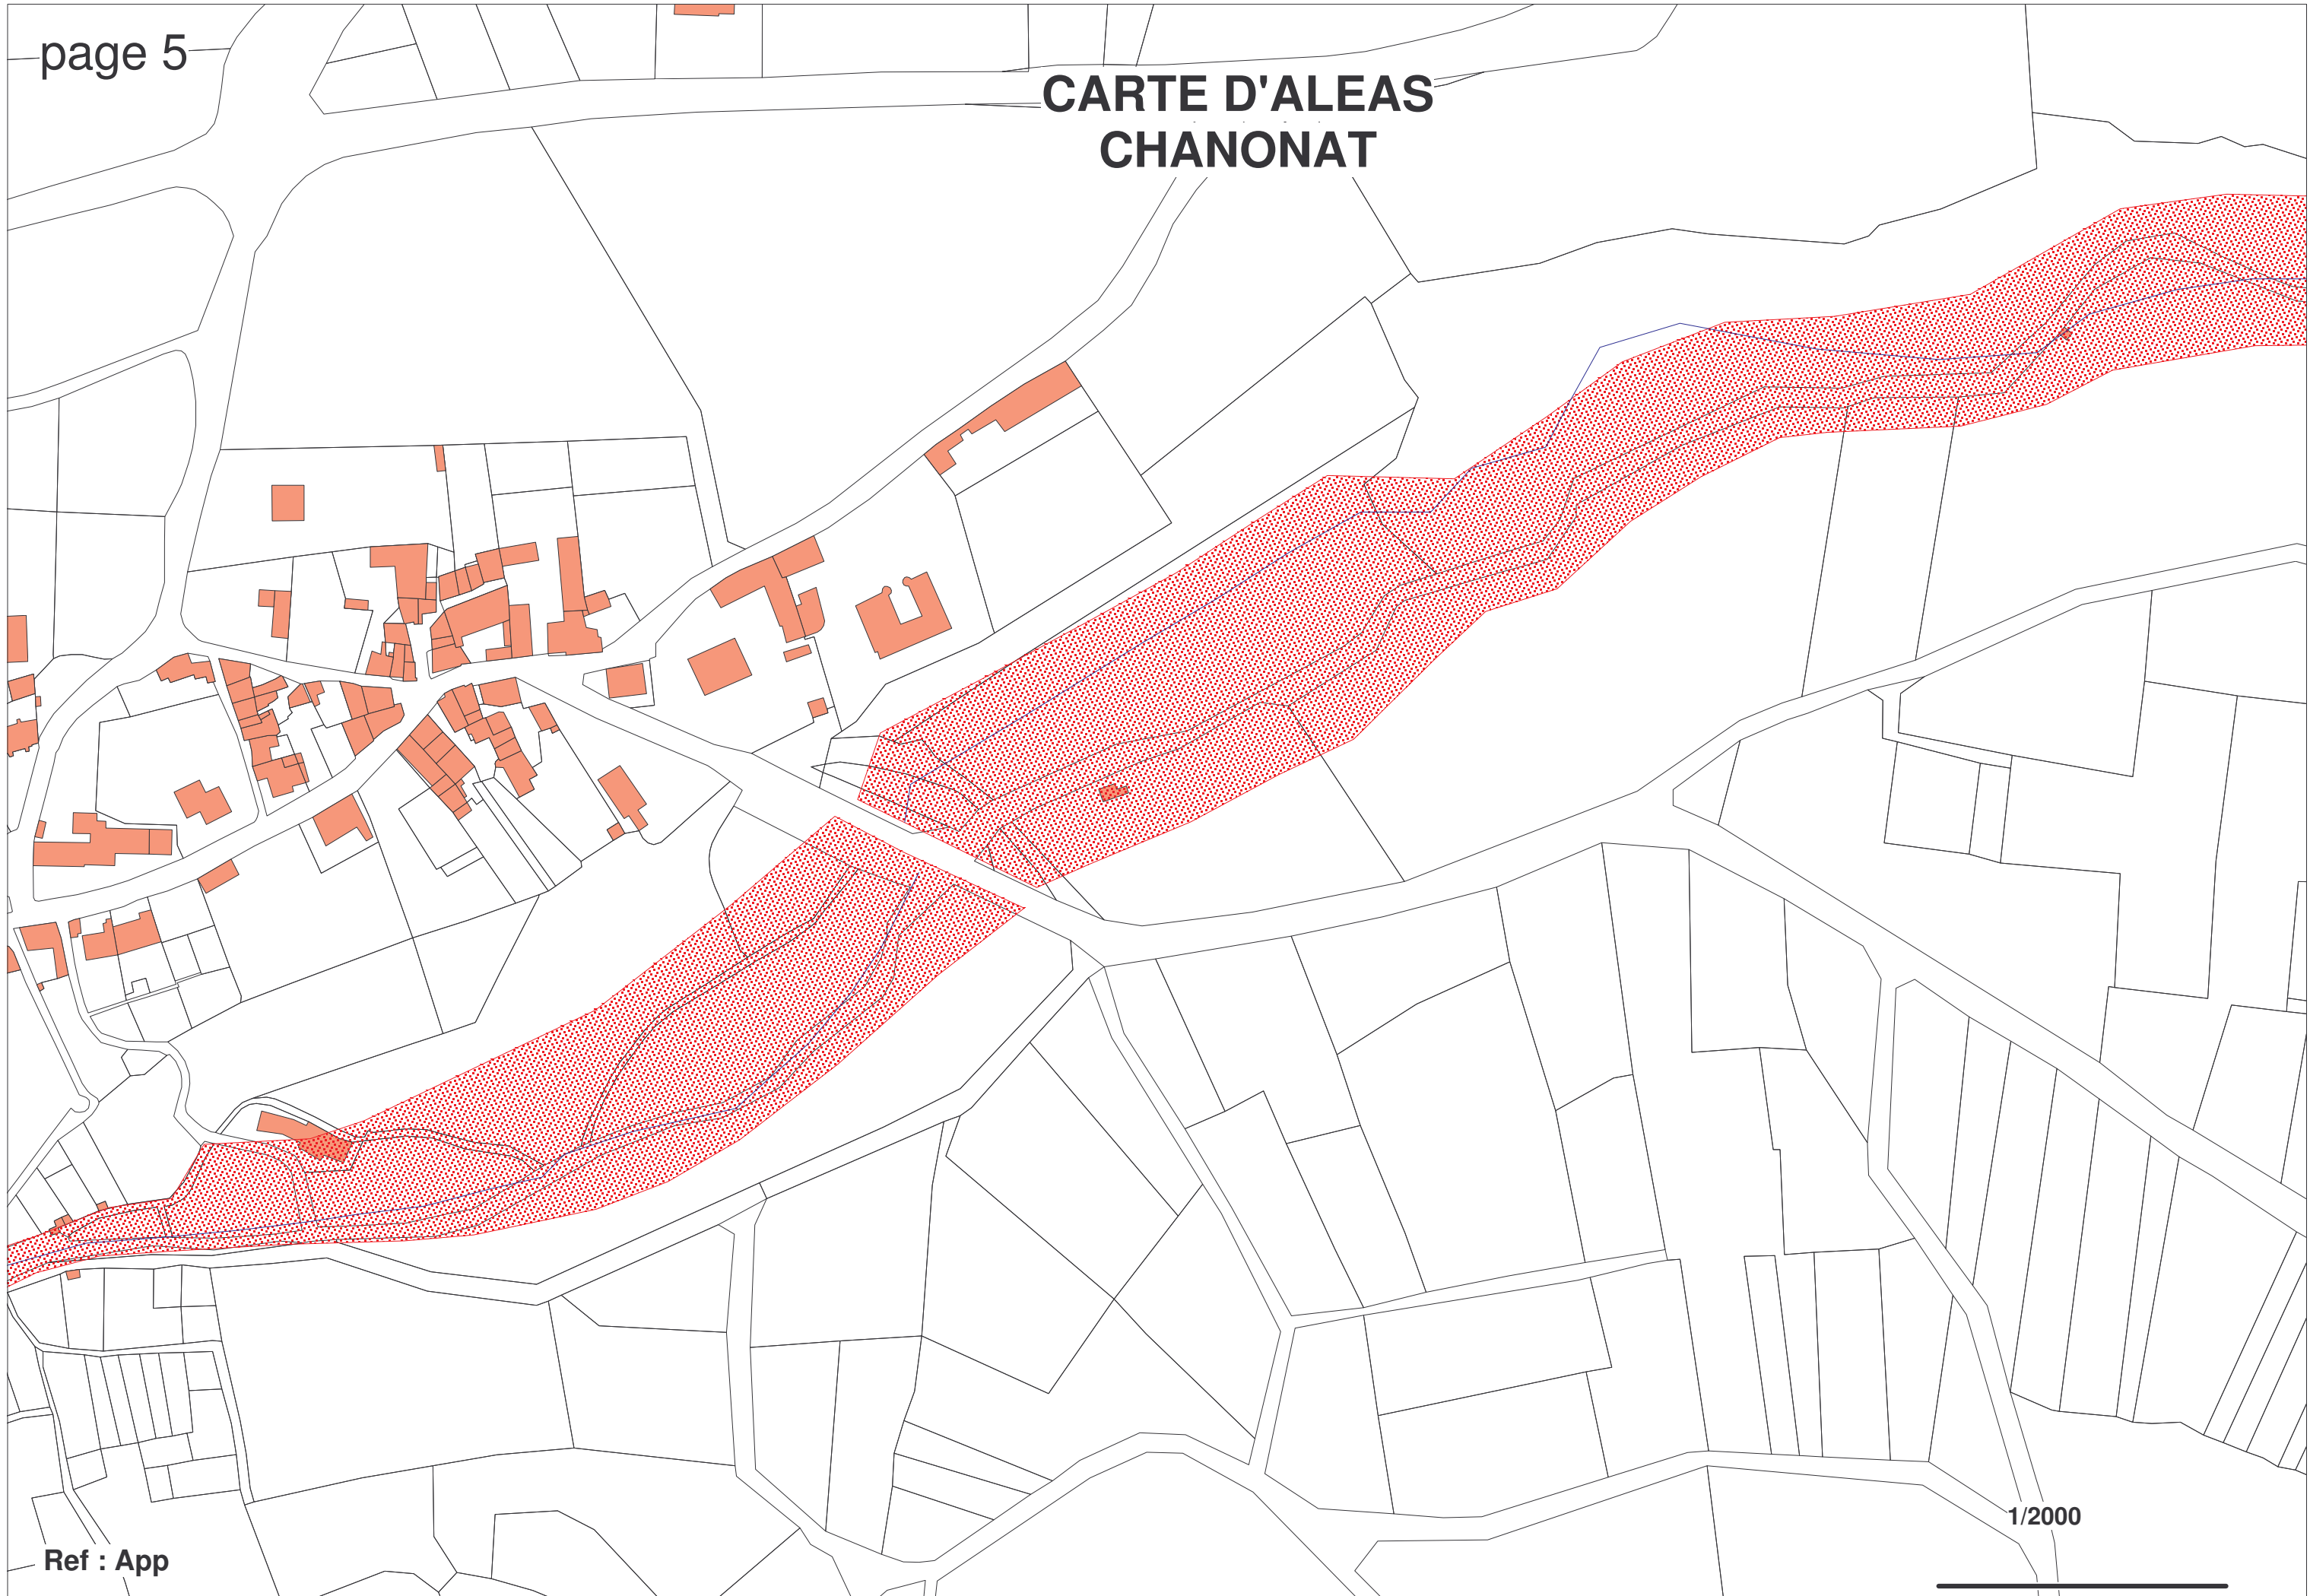 page 5
CARTE D'ALEAS
CHANONAT
1/2000
Ref : App